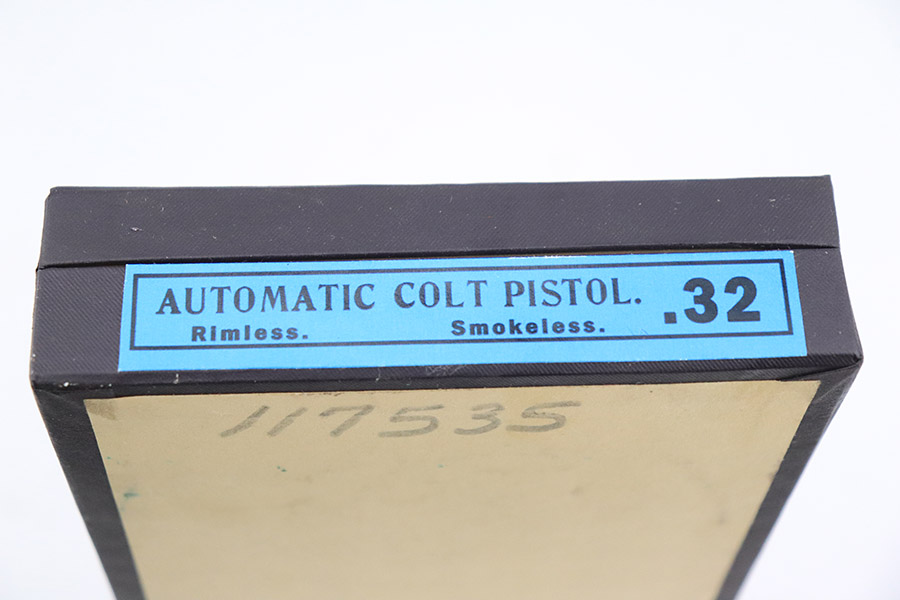 AUTOMATIC COLT PISTOL. .32
Rimless. Smokeless.
117535